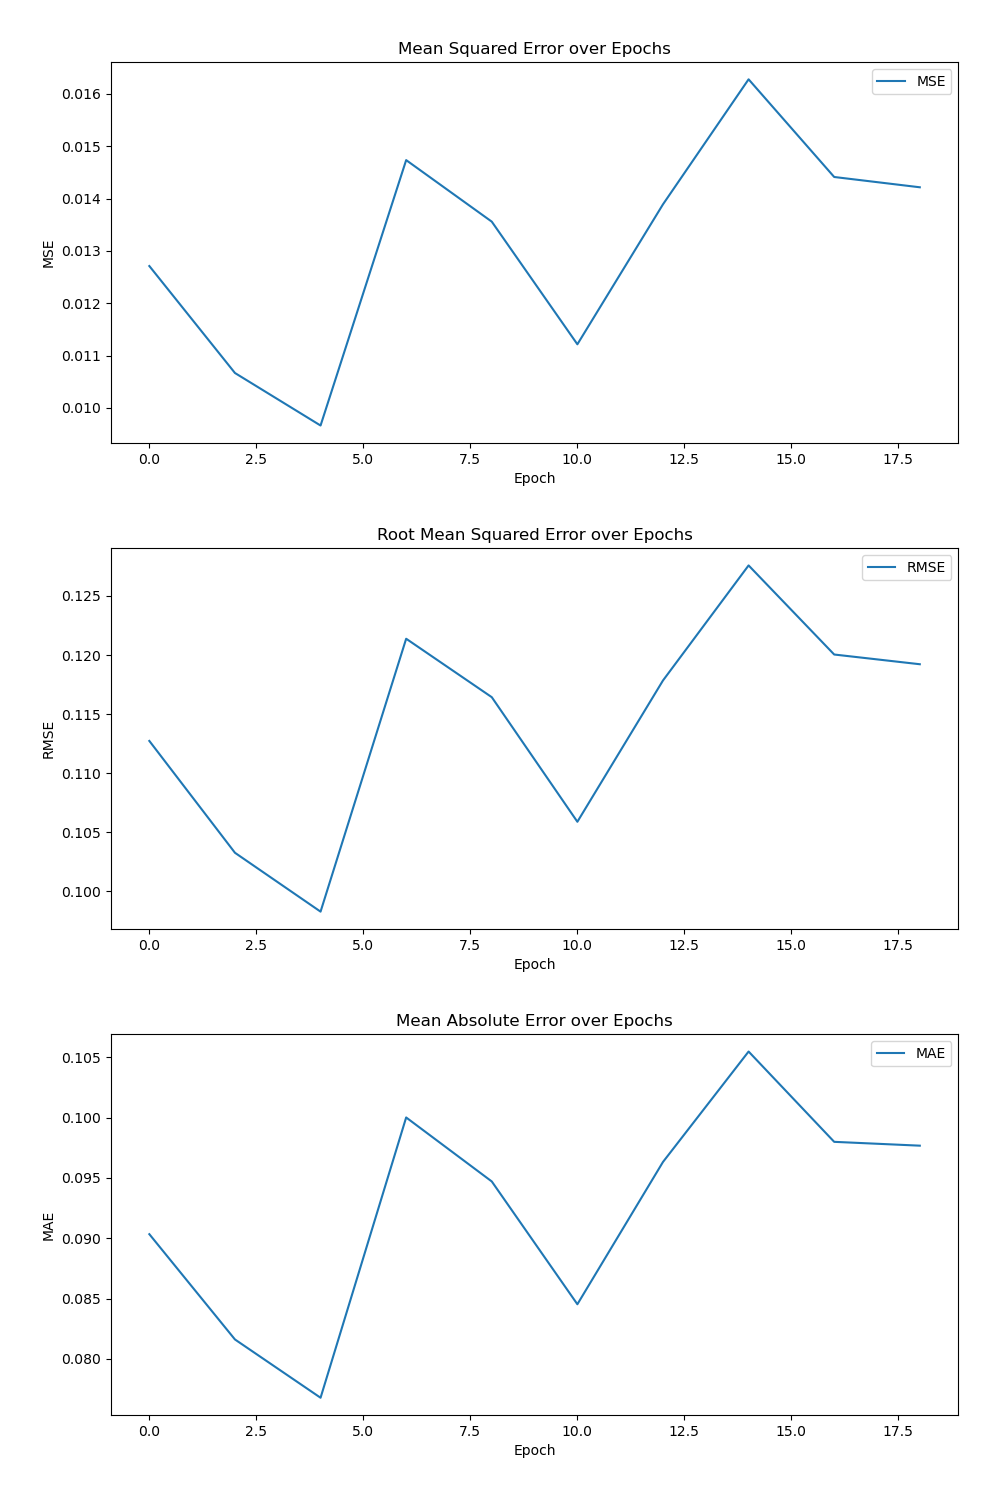 Mean Squared Error over Epochs
MSE
0.016
0.015
0.014
0.013
0.012
0.011
0.010
MSE
0.0 2.5 5.0 7.5 10.0 12.5 15.0 17.5
Epoch
Root Mean Squared Error over Epochs
RMSE
0.125
0.120
0.115
0.110
0.105
0.100
RMSE
0.0 2.5 5.0 7.5 10.0 12.5 15.0 17.5
Epoch
Mean Absolute Error over Epochs
MAE
0.105
0.100
0.095
0.090
0.085
0.080
MAE
0.0 2.5 5.0 7.5 10.0 12.5 15.0 17.5
Epoch